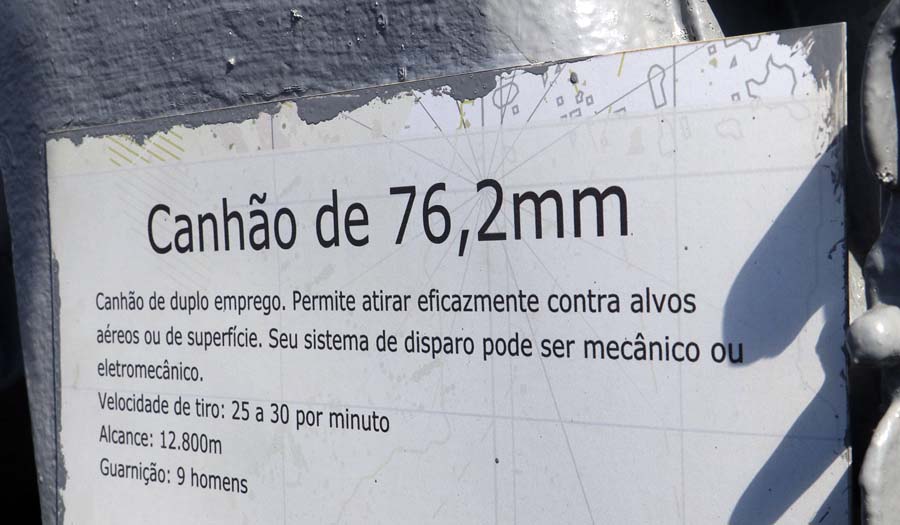 Canhão de 76,2mm
Canhão de duplo emprego. Permite atirar eficazmente contra alvos
aéreos ou de superfície. Seu sistema de disparo pode ser mecânico ou
eletromecânico.
Velocidade de tiro: 25 a 30 por minuto
Alcance: 12.800m
Guarnição: 9 homens